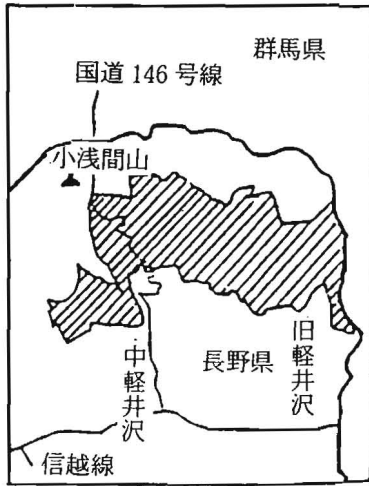 群馬県
国道146号線
小浅間山
長野県
旧軽井沢
中軽井沢
信越線